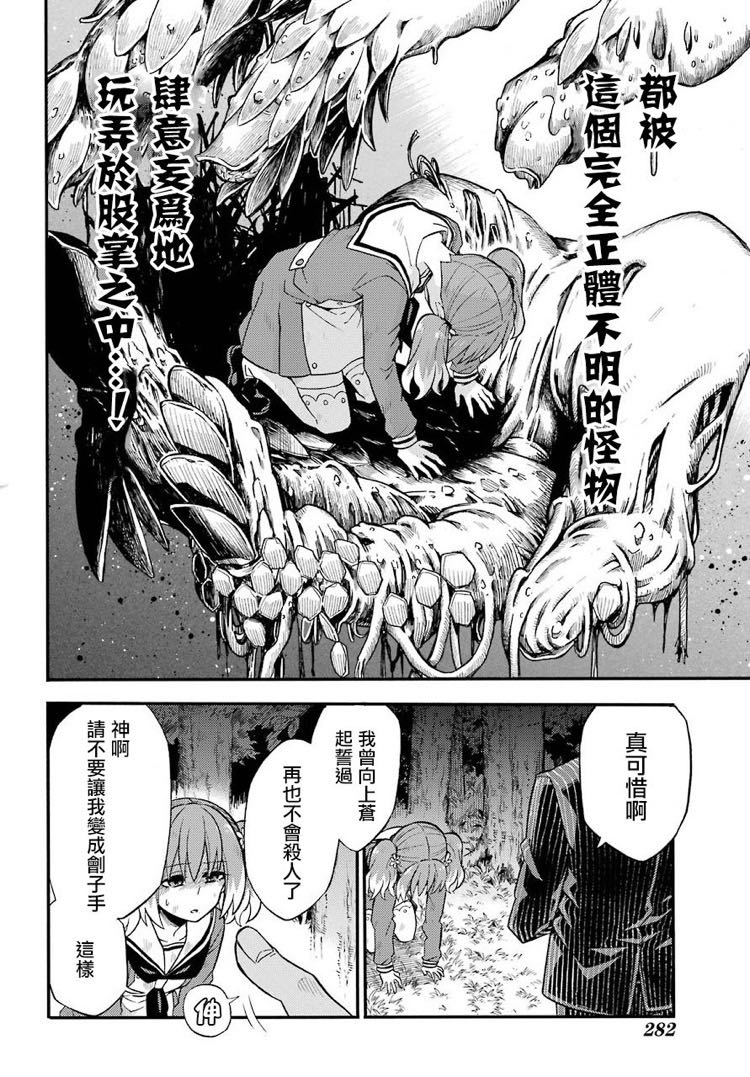 都被
這個完全正體不明的怪物
肆意妄爲地
玩弄於股掌之中…！
真可惜啊
我曾向上蒼
起誓過
再也不會殺人了
神啊
請不要讓我變成劊子手
這樣
伸
282